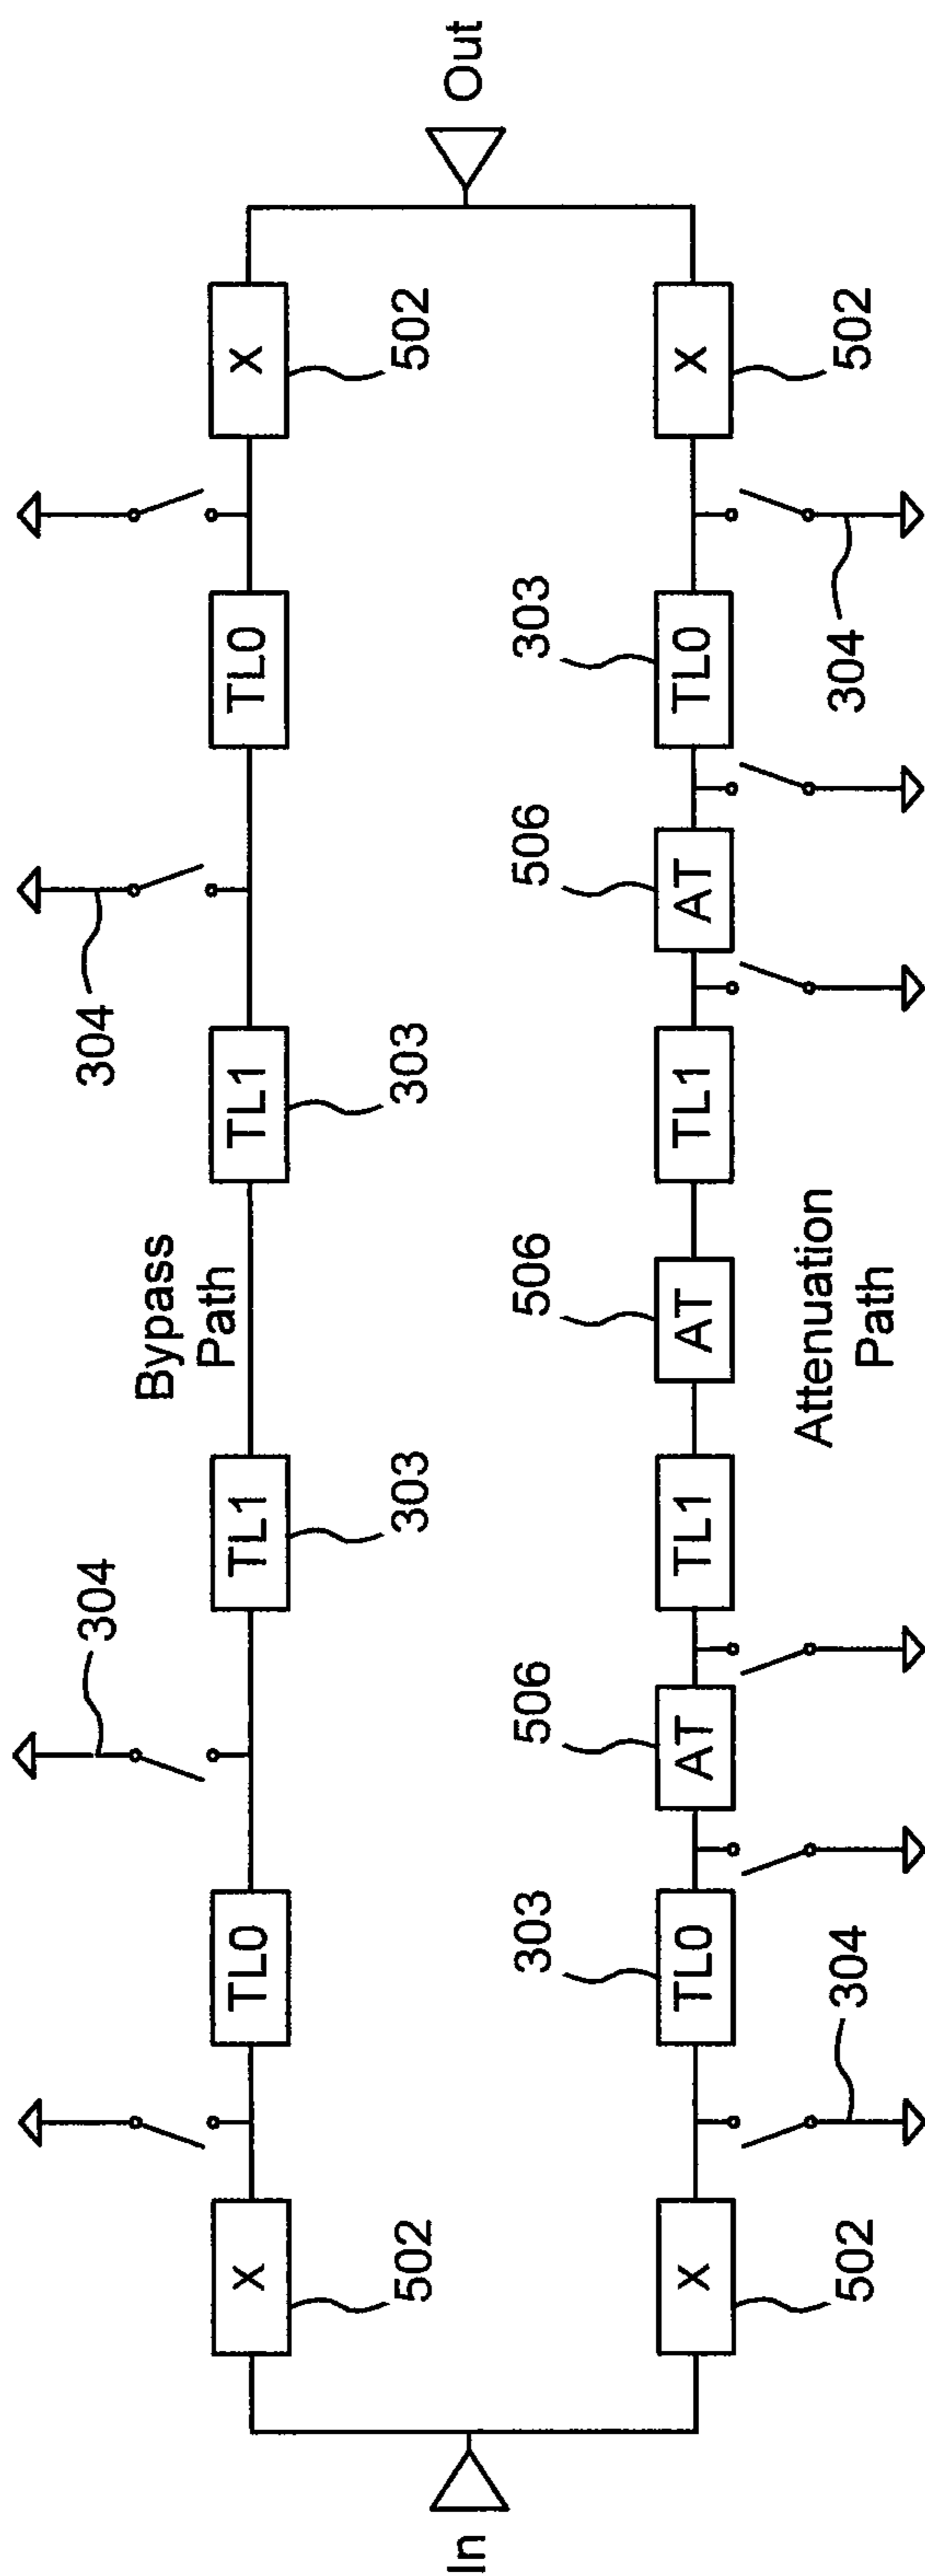 304
304
Bypass
Path
X
TL0
TL1
TL1
TL0
X
502
303
303
502
In
Out
303
506
506
506
303
X
TL0
AT
TL1
AT
TL1
AT
TL0
X
502
304
Attenuation
Path
304
502